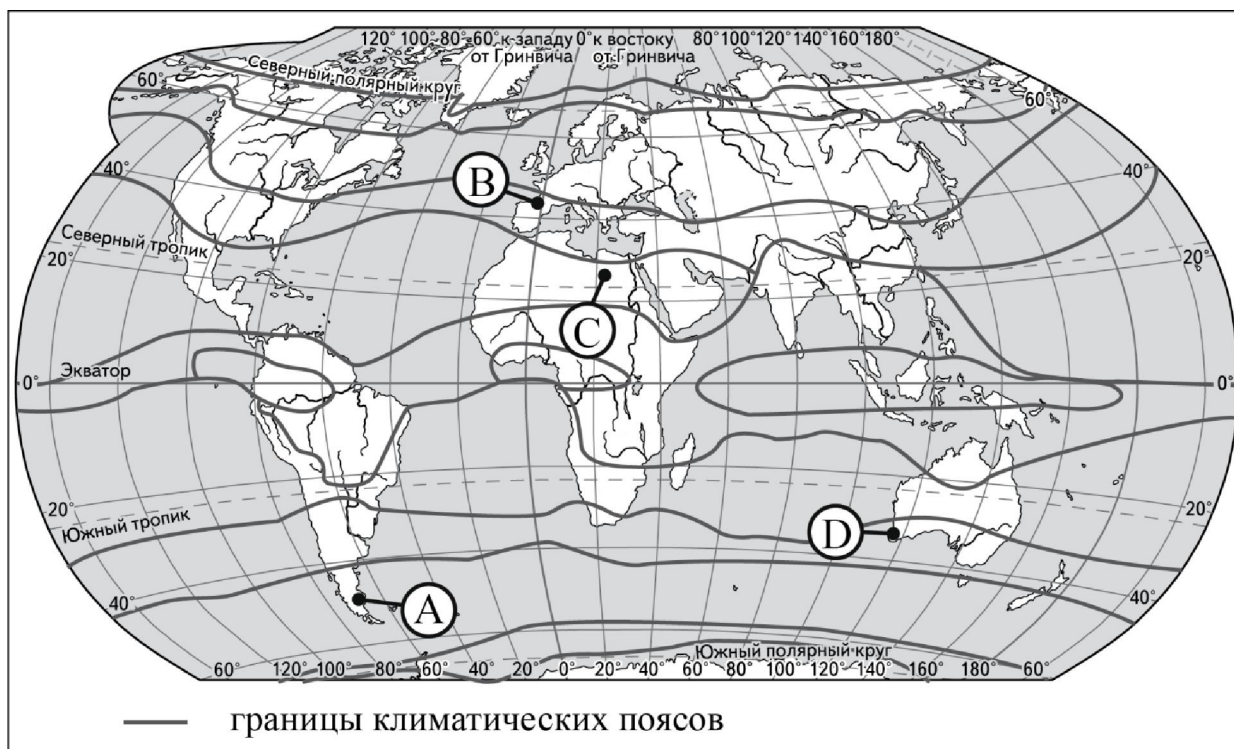 120° 100° 80° 60° к западу 0° к востоку 80° 100° 120° 140° 180°
от Гринвича от Гринвича
Северный полярный круг
60° 60°
40° 40°
B
Северный тропик
20° 20°
C
Экватор
0° 0°
20° 20°
Южный тропик
D
40° 40°
A
Южный полярный круг
60° 120° 100° 80° 60° 40° 20° 0° 20° 40° 60° 80° 100° 120° 140° 160° 180° 60°
границы климатических поясов